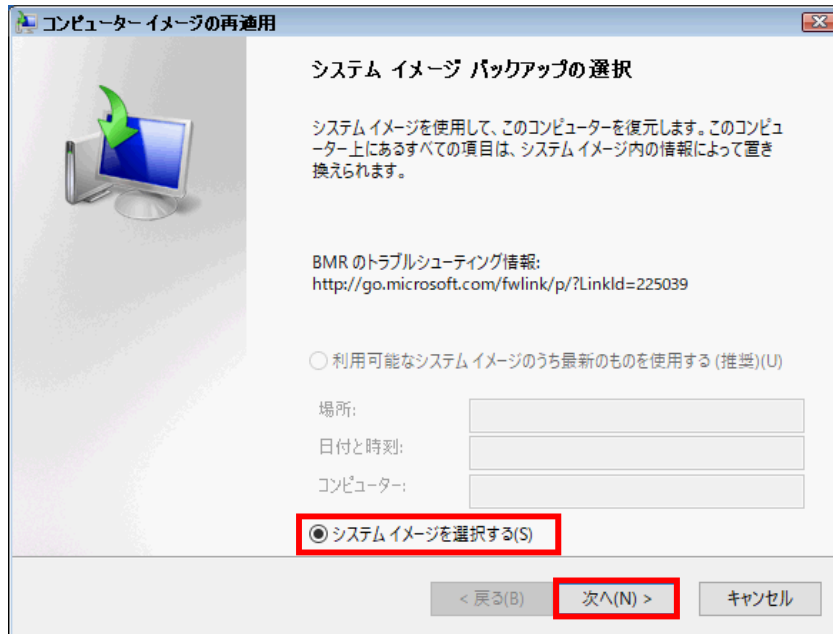 コンピューター イメージの再適用
システム イメージ バックアップの選択
システム イメージを使用して、このコンピューターを復元します。このコンピュ
ーター上にあるすべての項目は、システム イメージ内の情報によって置き
換えられます。
BMR のトラブルシューティング情報:
http://go.microsoft.com/fwlink/p/?LinkId=225039
利用可能なシステム イメージのうち最新のものを使用する (推奨)(U)
場所:
日付と時刻:
コンピューター:
システム イメージを選択する(S)
< 戻る(B) 次へ(N) > キャンセル